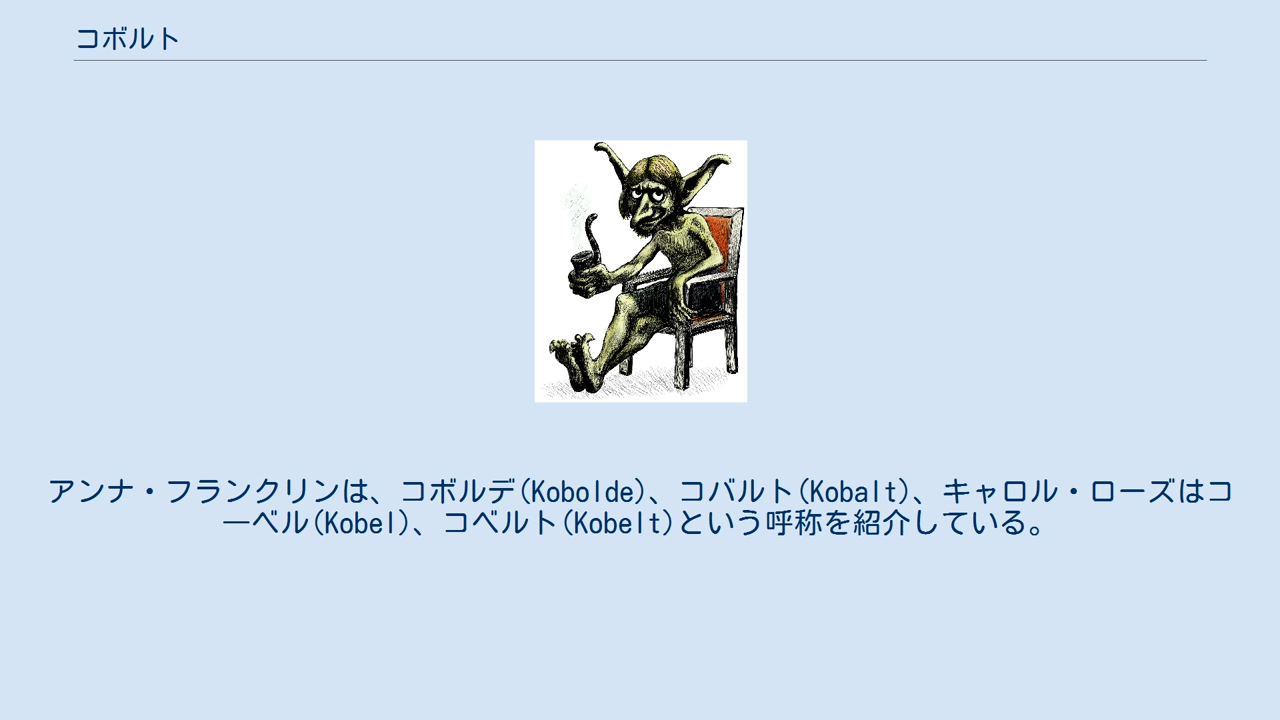 コボルト
アンナ・フランクリンは、コボルデ(Kobolde)、コバルト(Kobalt)、キャロル・ローズはコ
ーベル(Kobel)、コベルト(Kobelt)という呼称を紹介している。